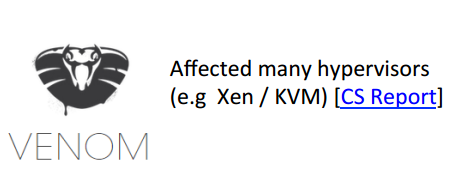 Affected many hypervisors
(e.g Xen / KVM) [CS Report]
VENOM